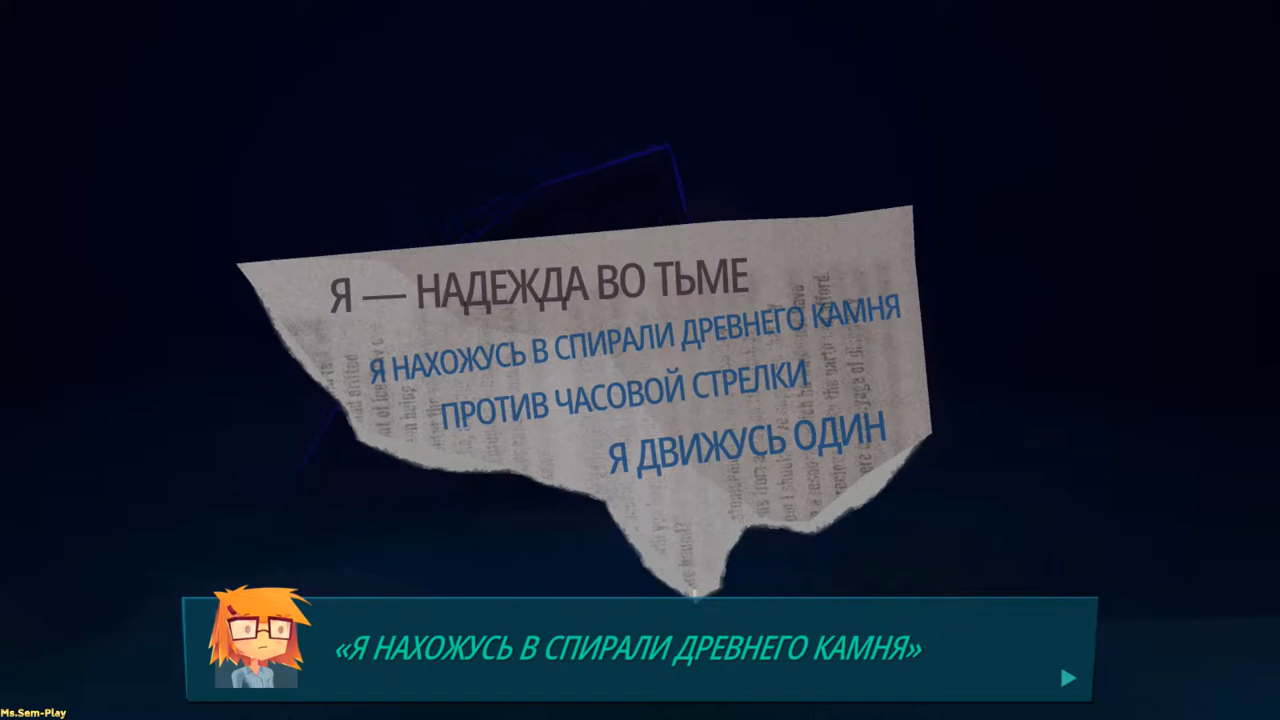 Я — НАДЕЖДА ВО ТЬМЕ
Я НАХОЖУСЬ В СПИРАЛИ ДРЕВНЕГО КАМНЯ
ПРОТИВ ЧАСОВОЙ СТРЕЛКИ
Я ДВИЖУСЬ ОДИН
«Я НАХОЖУСЬ В СПИРАЛИ ДРЕВНЕГО КАМНЯ»
Ms.Sem-Play